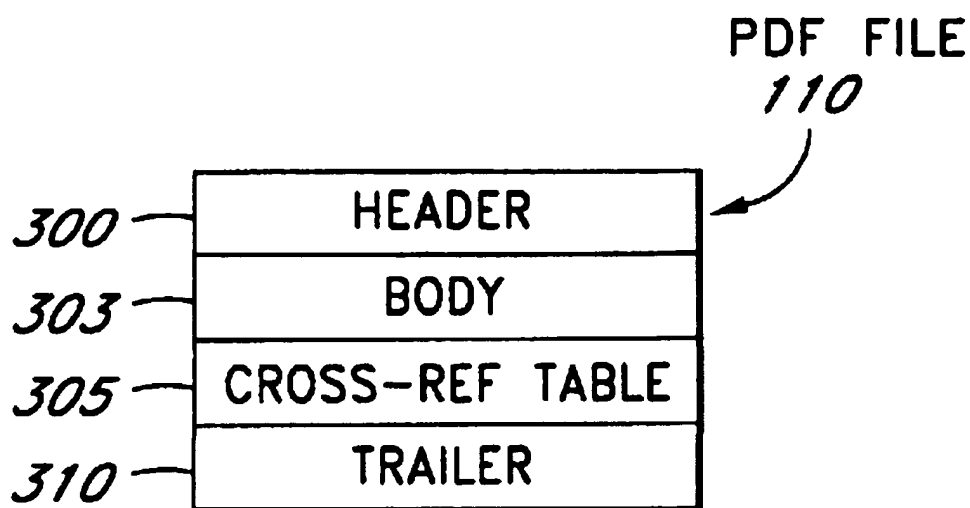 PDF FILE
110
300 HEADER
303 BODY
305 CROSS-REF TABLE
310 TRAILER